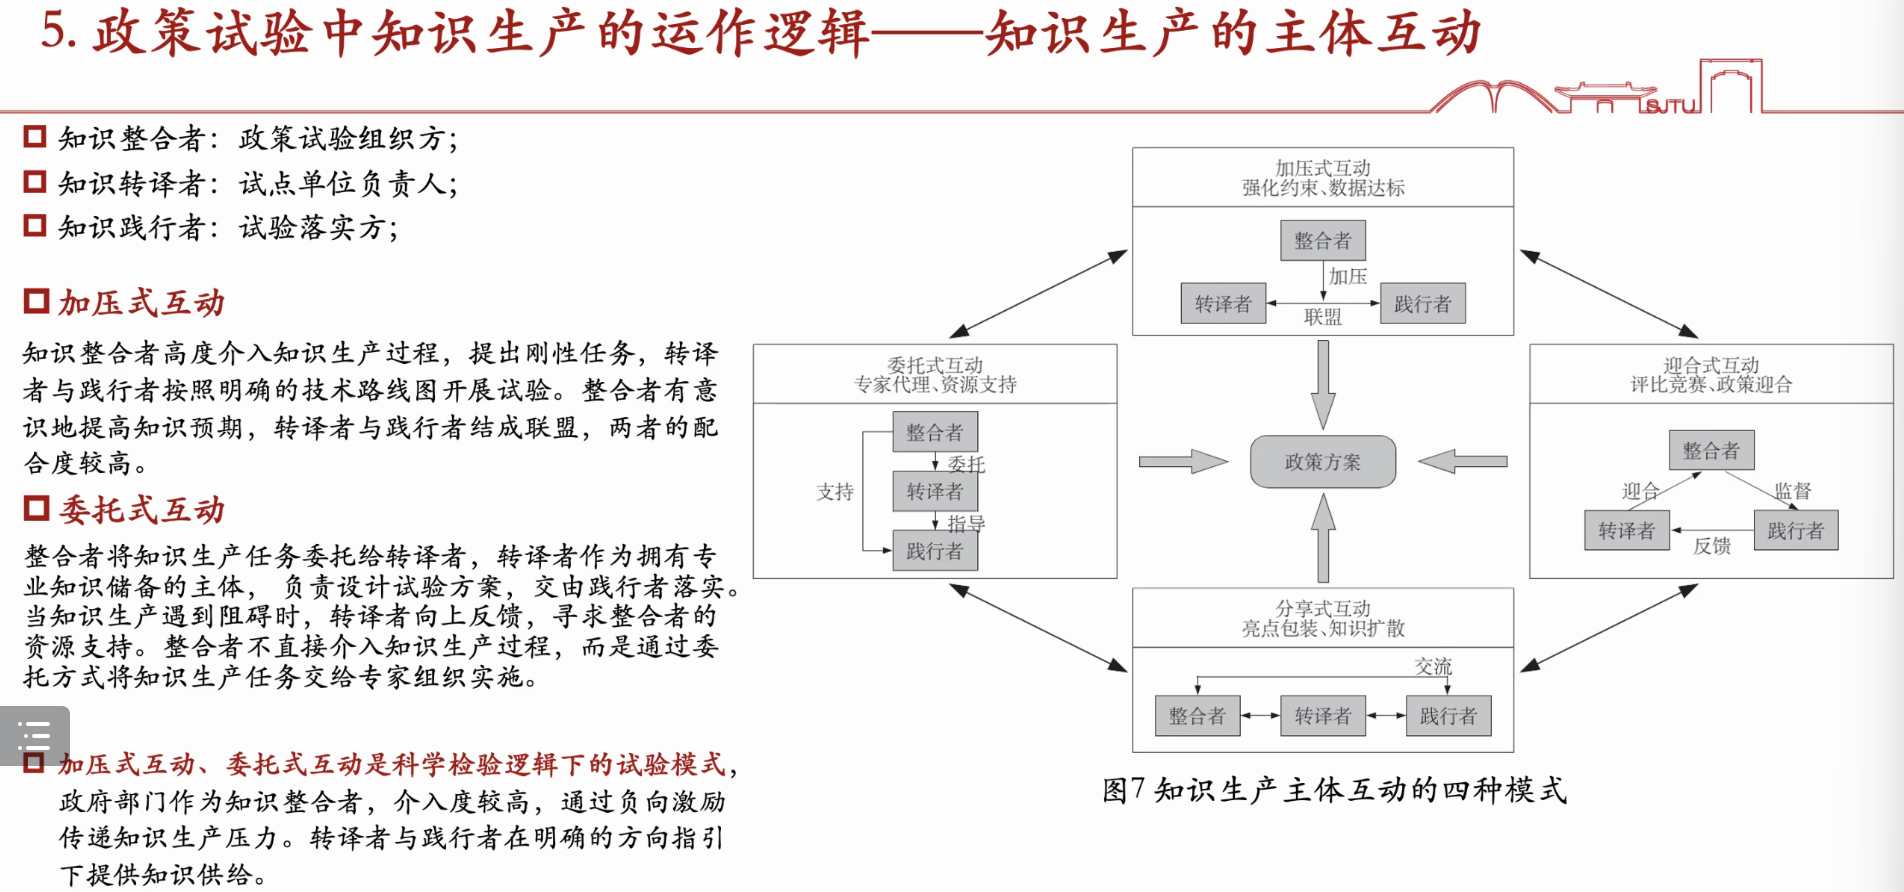 5. 政策试验中知识生产的运作逻辑——知识生产的主体互动
SJTU
知识整合者：政策试验组织方；
知识转译者：试点单位负责人；
知识践行者：试验落实方；
加压式互动
知识整合者高度介入知识生产过程，提出刚性任务，转译
者与践行者按照明确的技术路线图开展试验。整合者有意
识地提高知识预期，转译者与践行者结成联盟，两者的配
合度较高。
委托式互动
整合者将知识生产任务委托给转译者，转译者作为拥有专
业知识储备的主体， 负责设计试验方案，交由践行者落实。
当知识生产遇到阻碍时，转译者向上反馈，寻求整合者的
资源支持。整合者不直接介入知识生产过程，而是通过委
托方式将知识生产任务交给专家组织实施。
加压式互动、委托式互动是科学检验逻辑下的试验模式，
政府部门作为知识整合者，介入度较高，通过负向激励
传递知识生产压力。转译者与践行者在明确的方向指引
下提供知识供给。
加压式互动
强化约束、数据达标
整合者
加压
转译者
践行者
联盟
委托式互动
专家代理、资源支持
整合者
委托
支持
转译者
指导
践行者
政策方案
迎合式互动
评比竞赛、政策迎合
整合者
迎合
监督
转译者
践行者
反馈
分享式互动
亮点包装、知识扩散
交流
整合者
转译者
践行者
图7 知识生产主体互动的四种模式